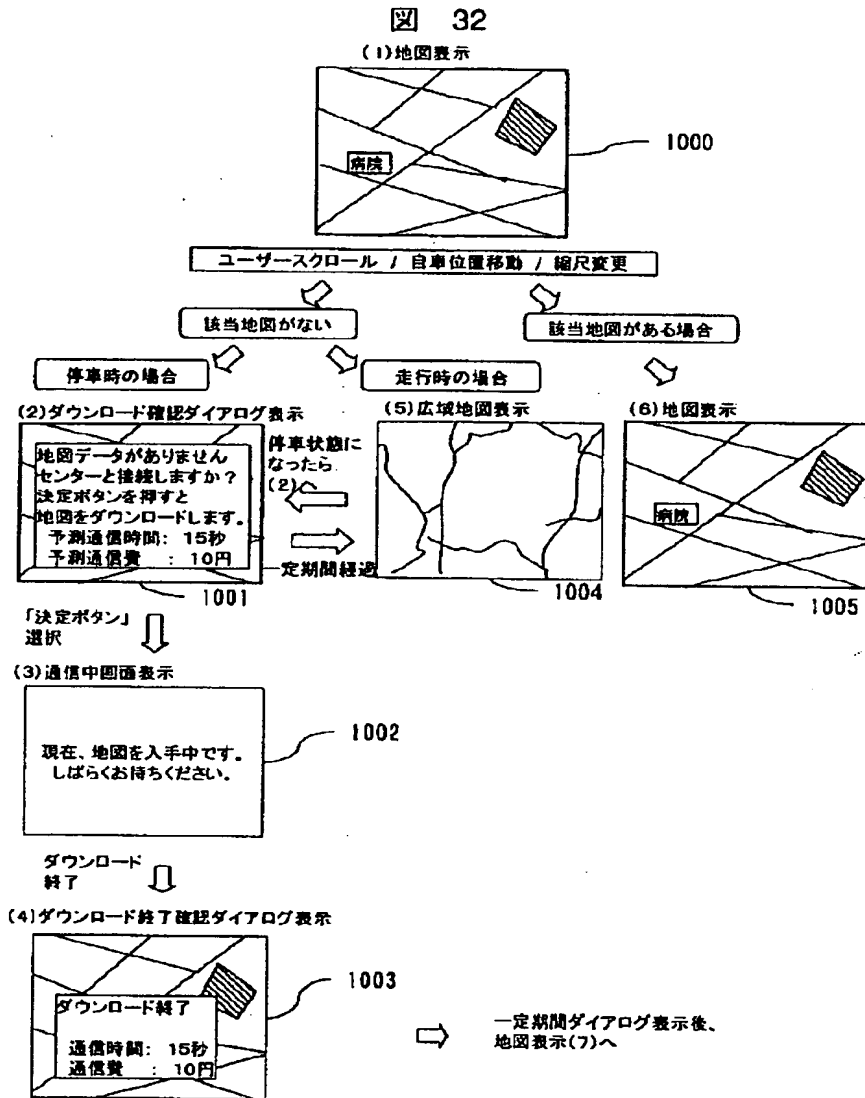 図 32
(1)地図表示
病院
1000
ユーザースクロール / 自車位置移動 / 縮尺変更
該当地図がない
該当地図がある場合
停車時の場合
走行時の場合
(2)ダウンロード確認ダイアログ表示
地図データがありません
センターと接続しますか?
決定ボタンを押すと
地図をダウンロードします。
予測通信時間: 15秒
予測通信費 : 10円
1001
停車状態に
なったら
(2)へ
一定期間経過
(5)広域地図表示
1004
(6)地図表示
病院
1005
「決定ボタン」
選択
(3)通信中画面表示
現在、地図を入手中です。
しばらくお待ちください。
1002
ダウンロード
終了
(4)ダウンロード終了確認ダイアログ表示
ダウンロード終了
通信時間: 15秒
通信費 : 10円
1003
一定期間ダイアログ表示後、
地図表示(7)へ